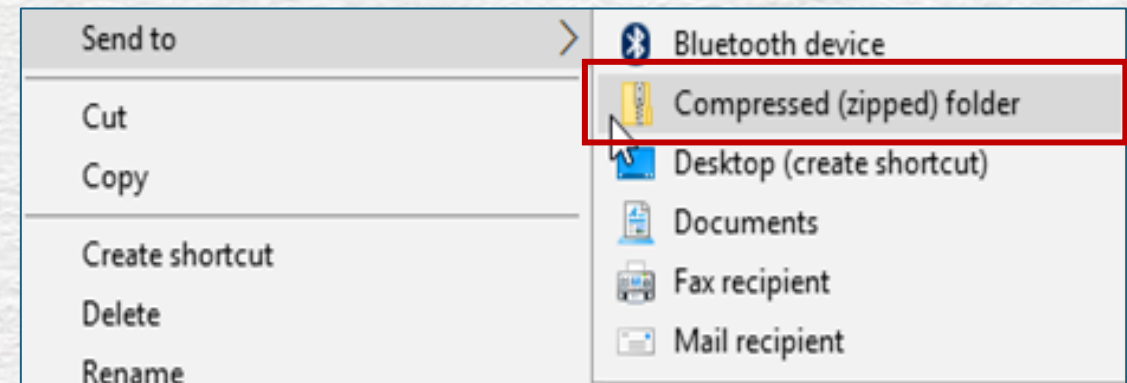 Send to
Cut
Copy
Create shortcut
Delete
Rename
Bluetooth device
Compressed (zipped) folder
Desktop (create shortcut)
Documents
Fax recipient
Mail recipient